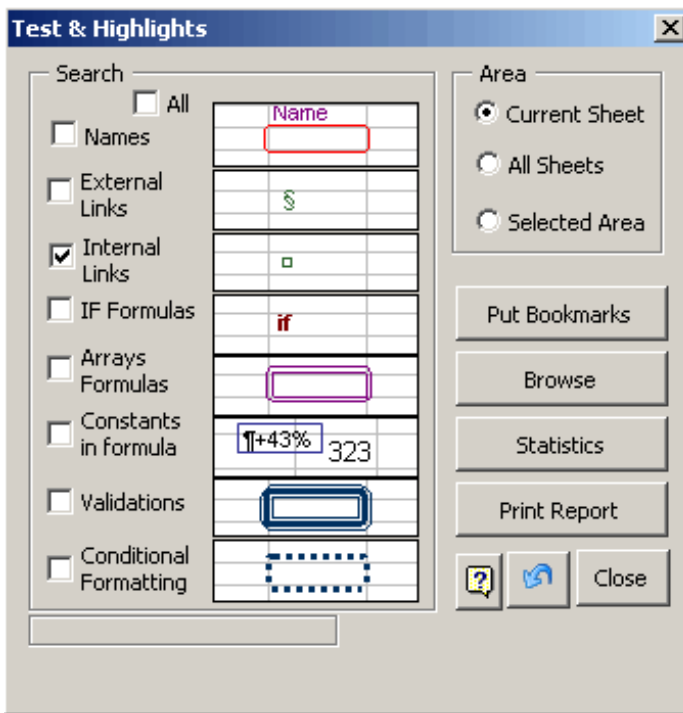 Test & Highlights
Search
All
Name
Names
External
Links
§
Internal
Links
IF Formulas
if
Arrays
Formulas
Constants
in formula
¶+43%
323
Validations
Conditional
Formatting
Area
Current Sheet
All Sheets
Selected Area
Put Bookmarks
Browse
Statistics
Print Report
?
Close